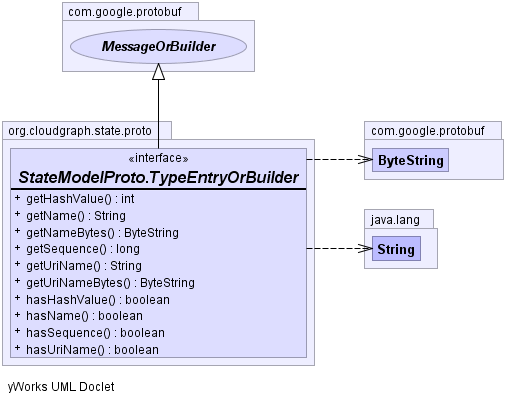 com.google.protobuf
MessageOrBuilder
org.cloudgraph.state.proto
«interface»
StateModelProto.TypeEntryOrBuilder
+ getHashValue() : int
+ getName() : String
+ getNameBytes() : ByteString
+ getSequence() : long
+ getUriName() : String
+ getUriNameBytes() : ByteString
+ hasHashValue() : boolean
+ hasName() : boolean
+ hasSequence() : boolean
+ hasUriName() : boolean
com.google.protobuf
ByteString
java.lang
String
yWorks UML Doclet